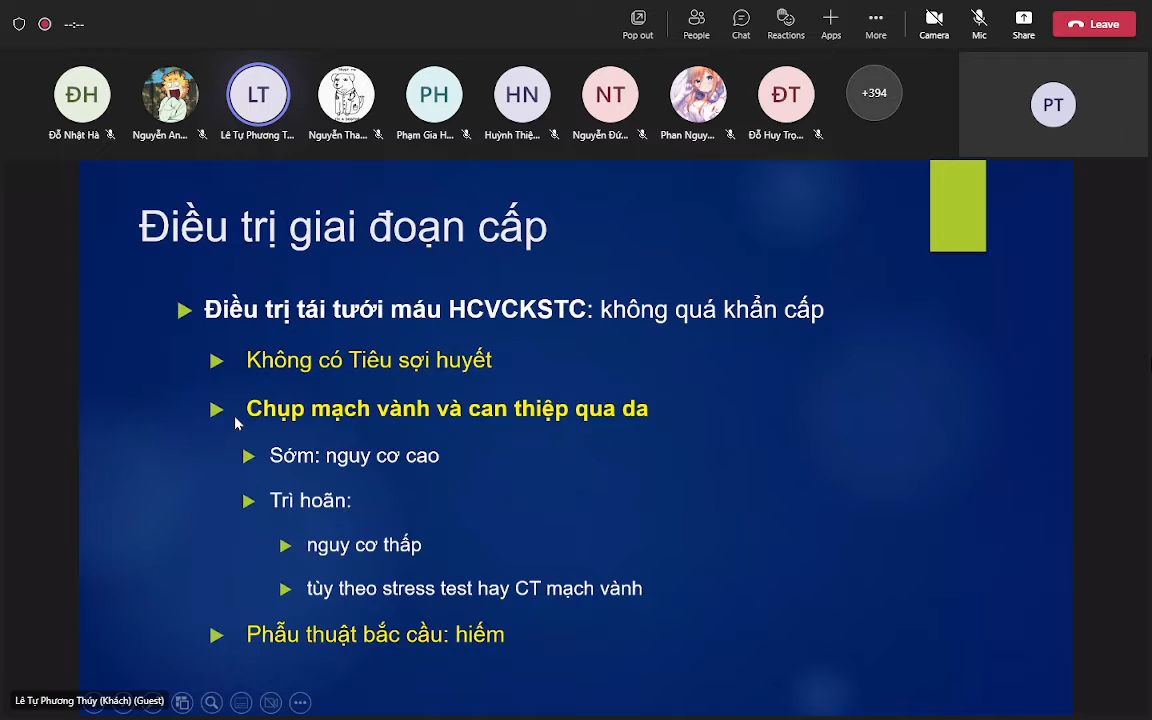 --:--
Pop out
People
Chat
Reactions
Apps
More
Camera
Mic
Share
Leave
ĐH
LT
PH
HN
NT
ĐT
+394
PT
Đỗ Nhật Hà
Nguyễn An...
Lê Tự Phương T...
Nguyễn Tha...
Phạm Gia H...
Huỳnh Thiệ...
Nguyễn Đứ...
Phan Nguy...
Đỗ Huy Trọ...
Điều trị giai đoạn cấp
Điều trị tái tưới máu HCVCKSTC: không quá khẩn cấp
Không có Tiêu sợi huyết
Chụp mạch vành và can thiệp qua da
Sớm: nguy cơ cao
Trì hoãn:
nguy cơ thấp
tùy theo stress test hay CT mạch vành
Phẫu thuật bắc cầu: hiếm
Lê Tự Phương Thúy (Khách) (Guest)